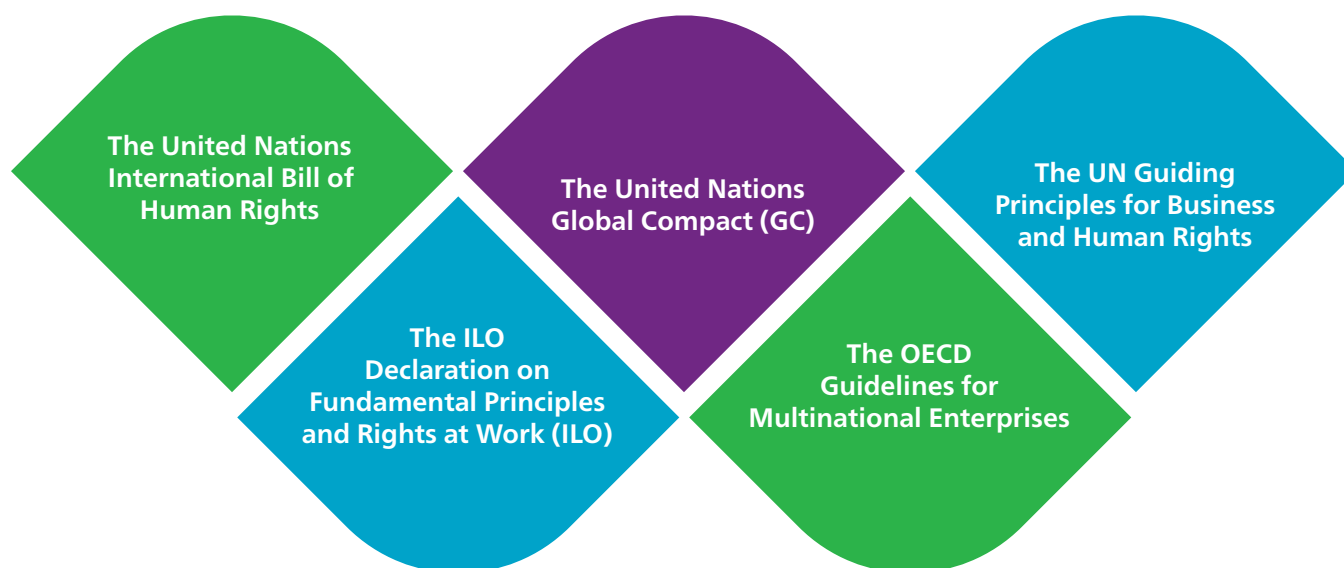 The United Nations
International Bill of
Human Rights
The ILO
Declaration on
Fundamental Principles
and Rights at Work (ILO)
The United Nations
Global Compact (GC)
The OECD
Guidelines for
Multinational Enterprises
The UN Guiding
Principles for Business
and Human Rights